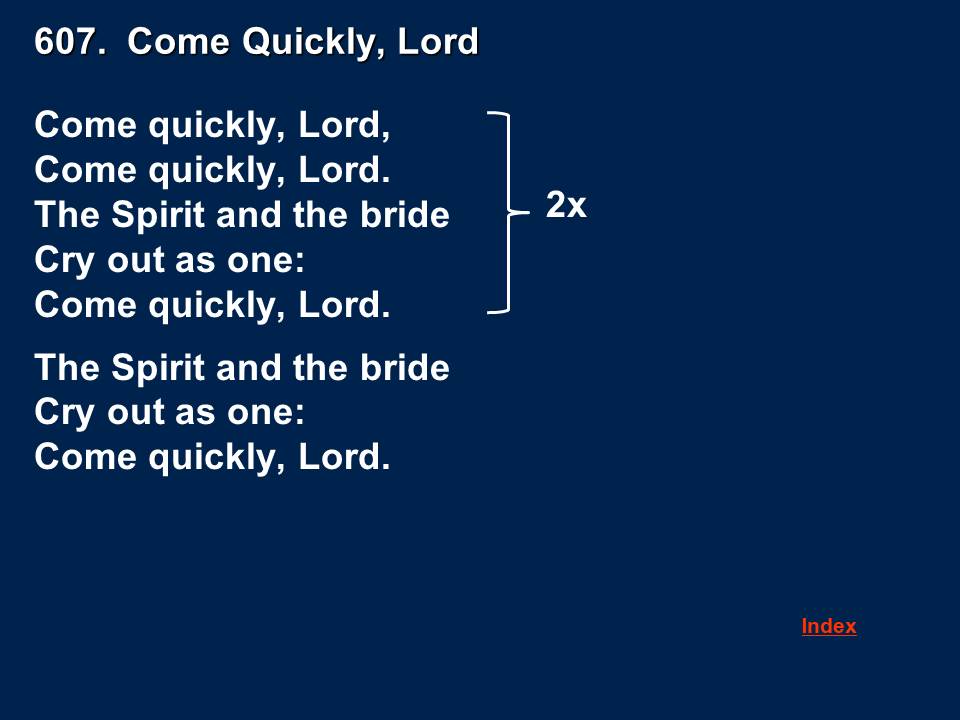 607. Come Quickly, Lord
Come quickly, Lord,
Come quickly, Lord.
The Spirit and the bride
Cry out as one:
Come quickly, Lord.
2x
The Spirit and the bride
Cry out as one:
Come quickly, Lord.
Index